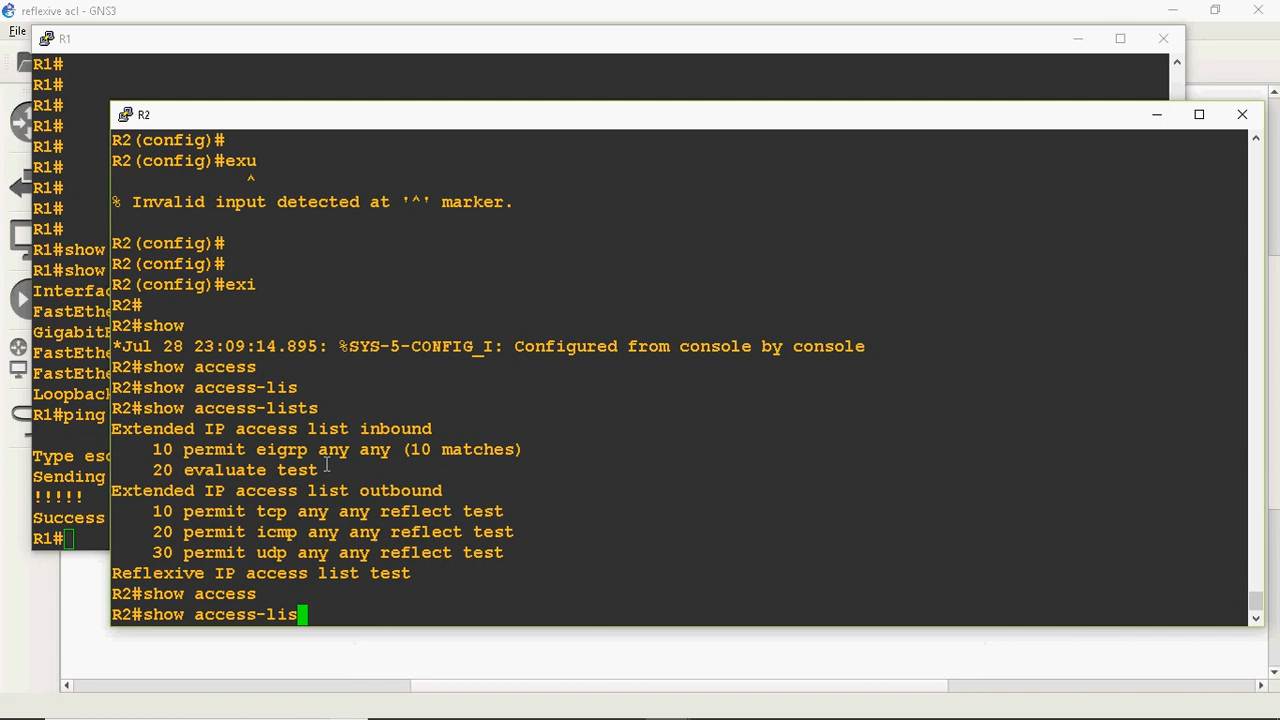 reflexive acl - GNS3
File
R1
R1#
R1#
R1#
R1#
R1#
R1#
R1#
R1#
R1#
R1#show
R1#show
Interfac
FastEthe
GigabitE
FastEthe
FastEthe
Loopback
R1#ping
Type esc
Sending
!!!!!
Success
R1#
R2
R2(config)#
R2(config)#exu
^
% Invalid input detected at '^' marker.
R2(config)#
R2(config)#
R2(config)#exi
R2#
R2#show
*Jul 28 23:09:14.895: %SYS-5-CONFIG_I: Configured from console by console
R2#show access
R2#show access-lis
R2#show access-lists
Extended IP access list inbound
10 permit eigrp any any (10 matches)
20 evaluate test
Extended IP access list outbound
10 permit tcp any any reflect test
20 permit icmp any any reflect test
30 permit udp any any reflect test
Reflexive IP access list test
R2#show access
R2#show access-lis